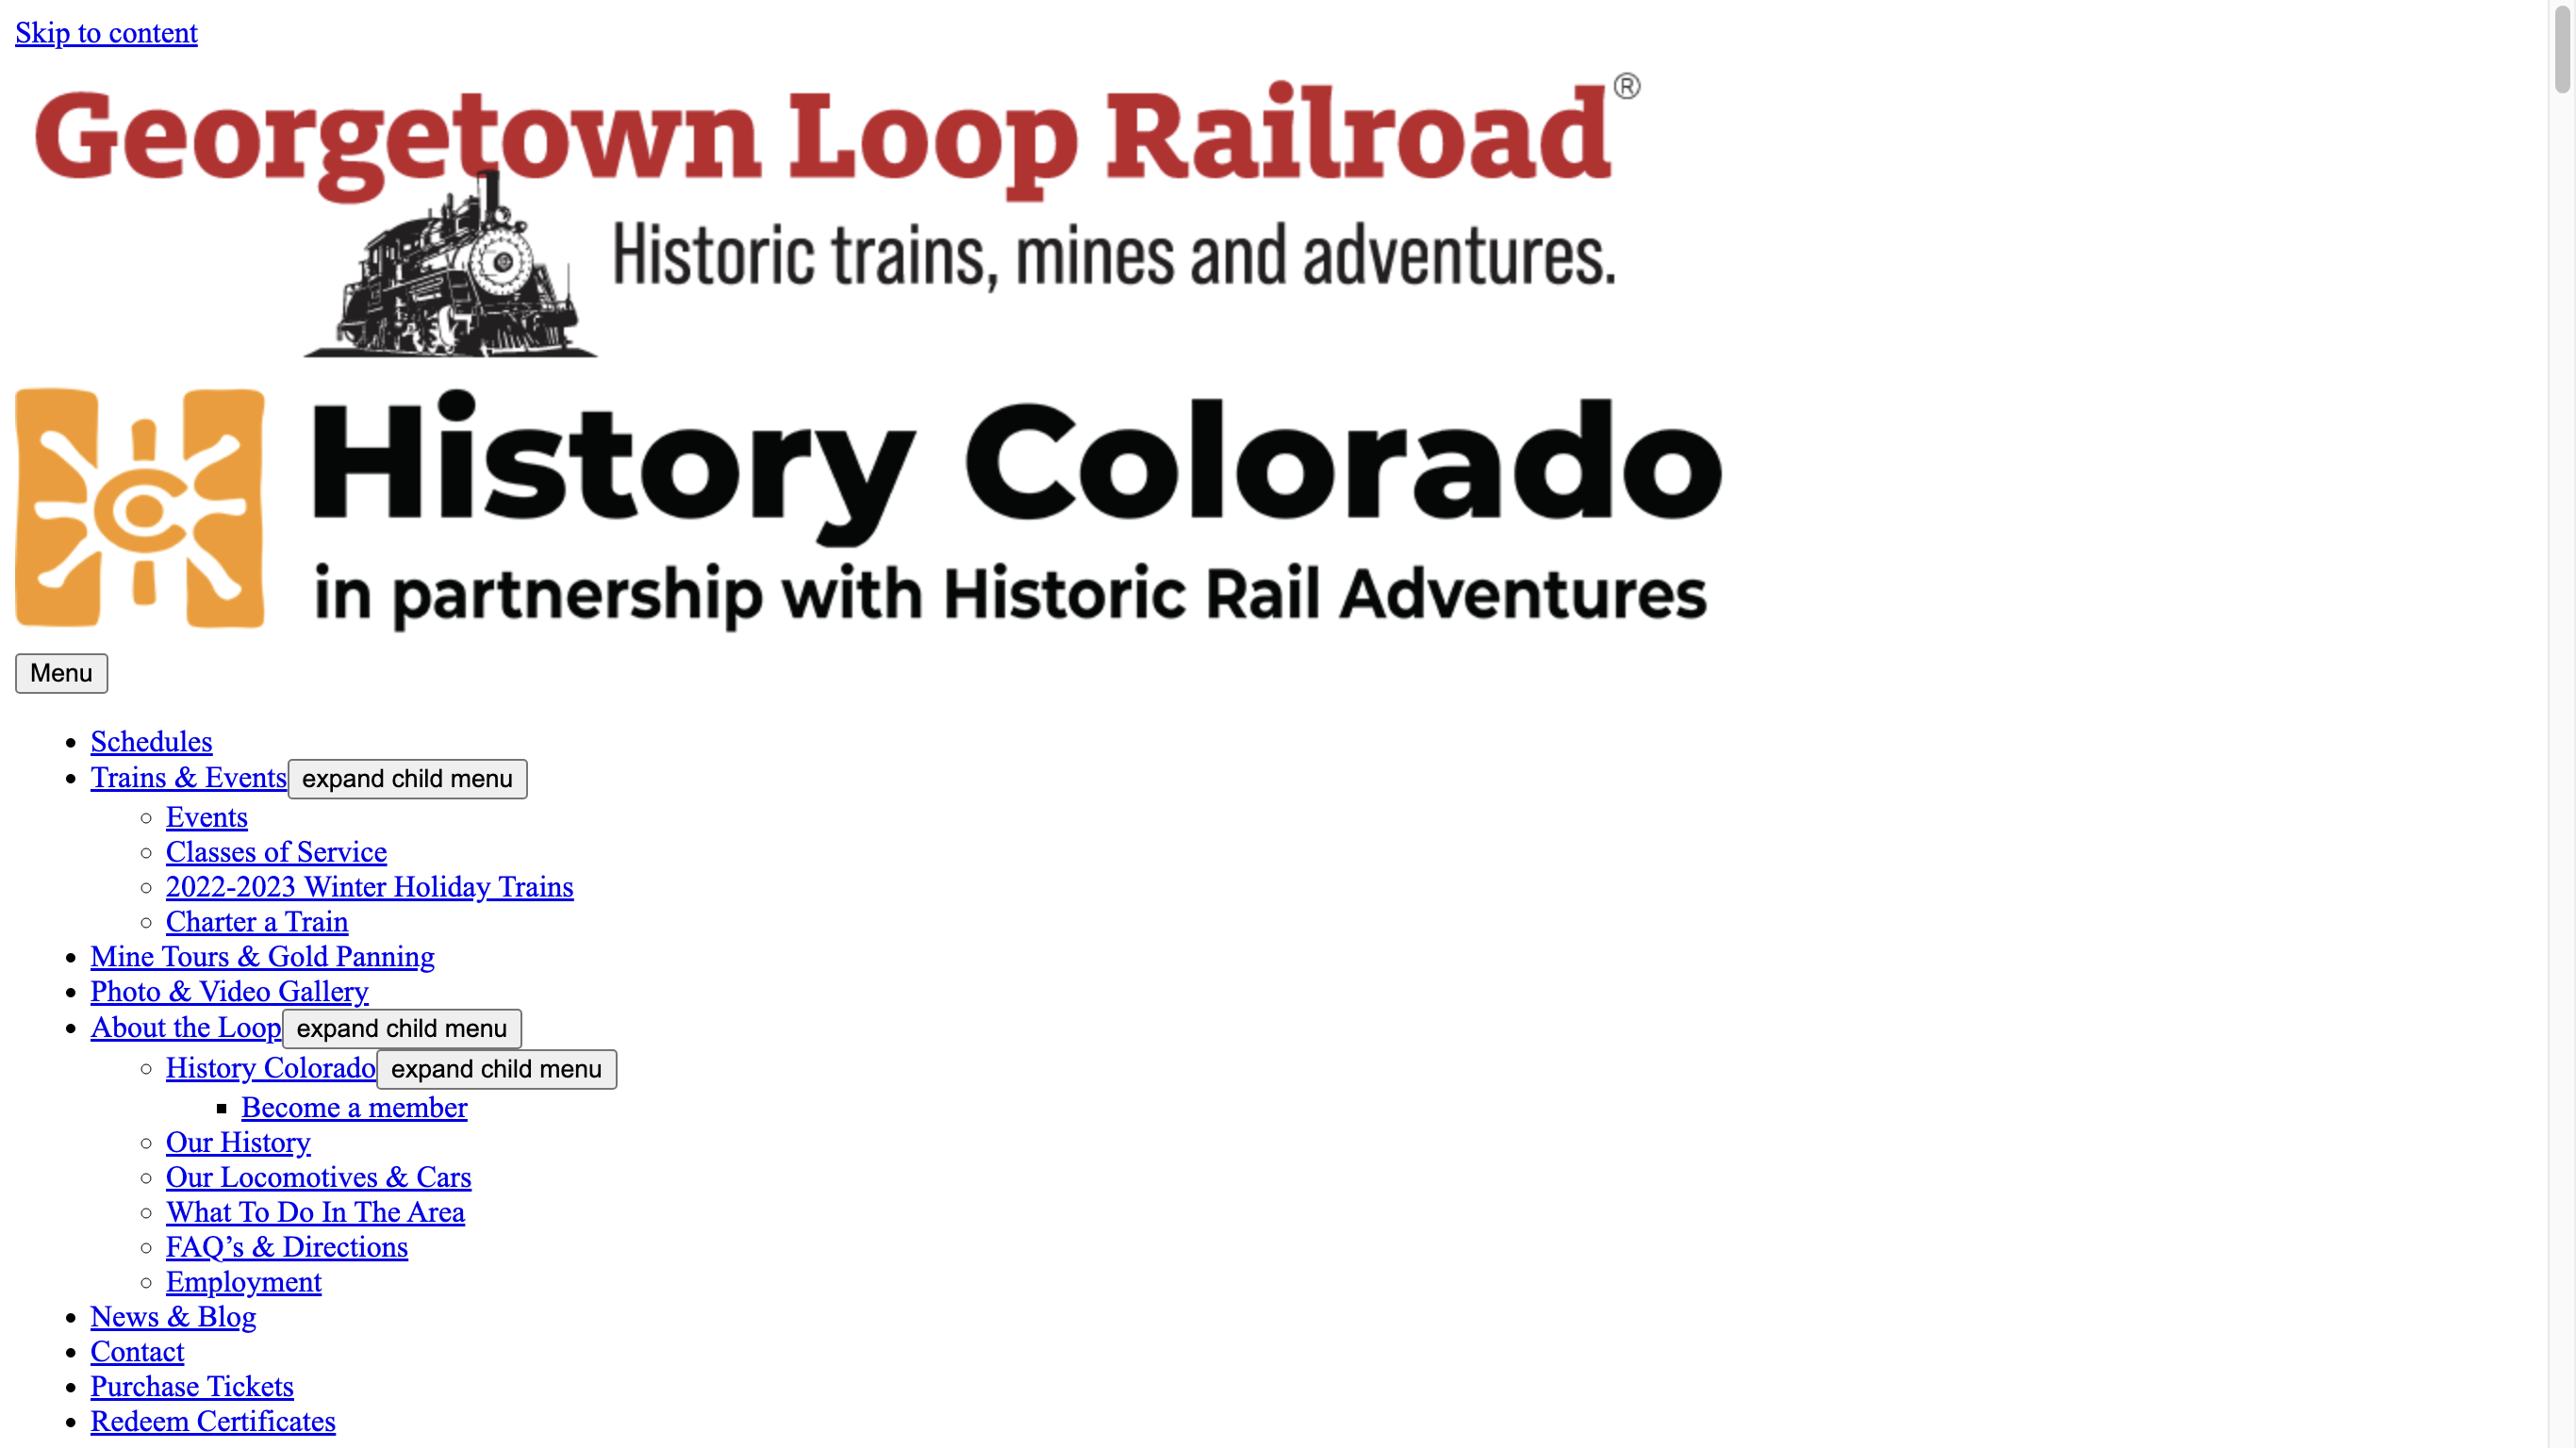 Skip to content
Georgetown Loop Railroad®
Historic trains, mines and adventures.
History Colorado
in partnership with Historic Rail Adventures
Menu
Schedules
Trains & Events expand child menu
Events
Classes of Service
2022-2023 Winter Holiday Trains
Charter a Train
Mine Tours & Gold Panning
Photo & Video Gallery
About the Loop expand child menu
History Colorado expand child menu
Become a member
Our History
Our Locomotives & Cars
What To Do In The Area
FAQ’s & Directions
Employment
News & Blog
Contact
Purchase Tickets
Redeem Certificates